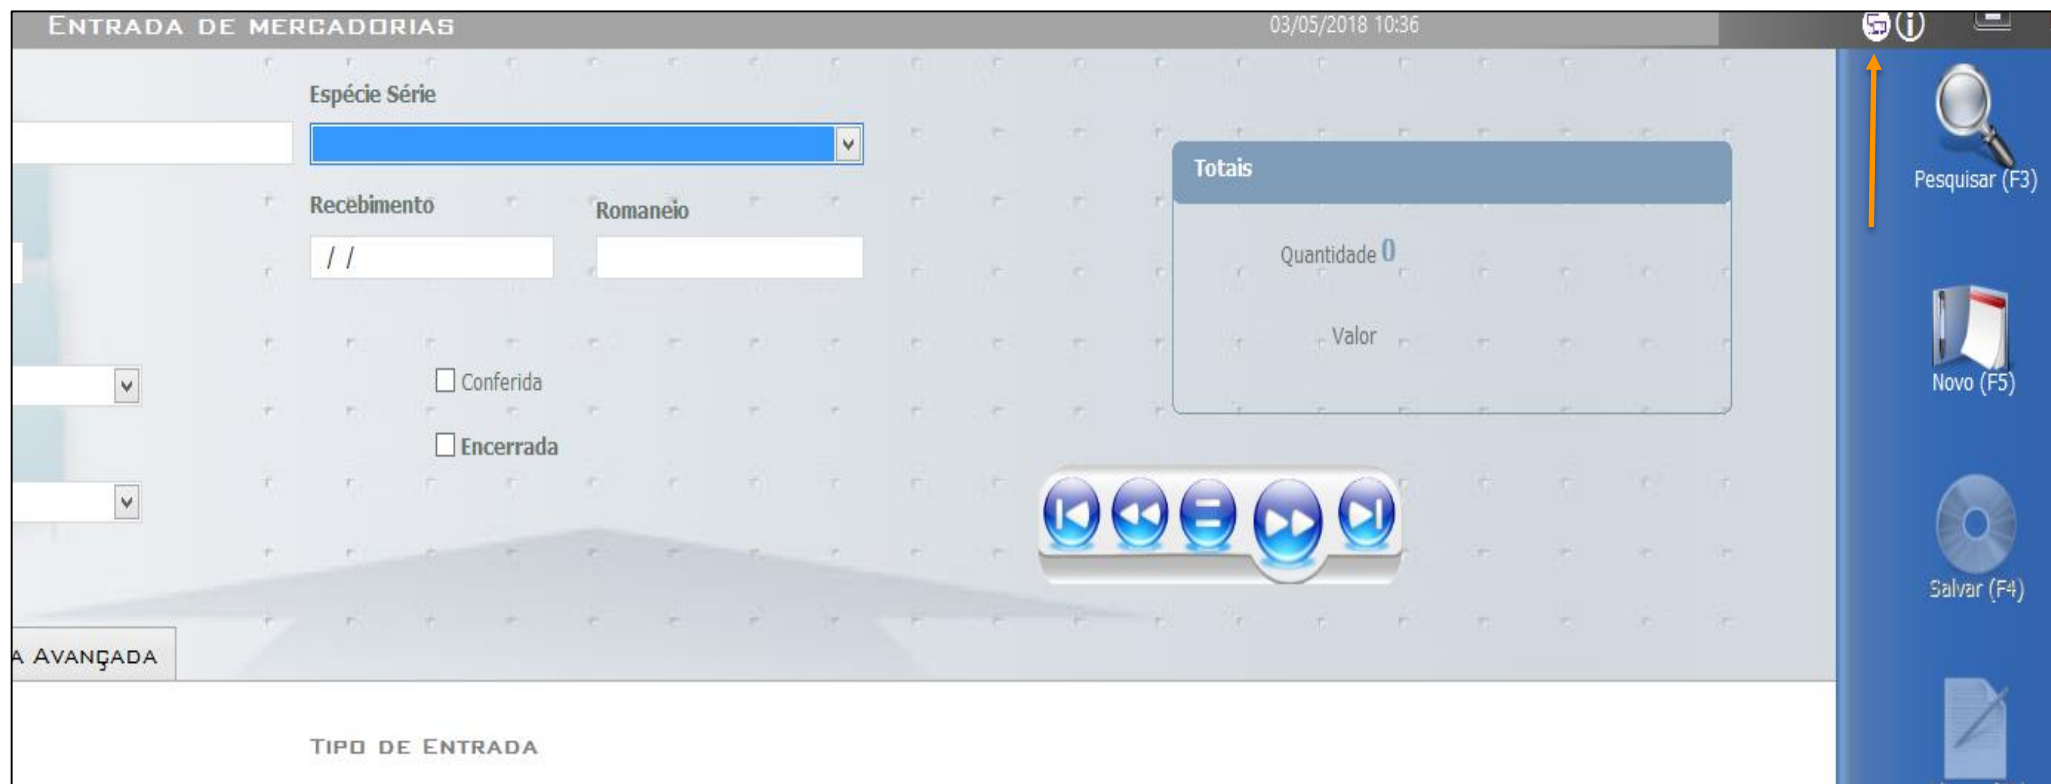 Entrada de mercadorias
03/05/2018 10:36
Espécie Série
Recebimento
Romaneio
/ /
Totais
Quantidade 0
Valor
Conferida
Encerrada
a Avançada
Tipo de Entrada
Pesquisar (F3)
Novo (F5)
Salvar (F4)